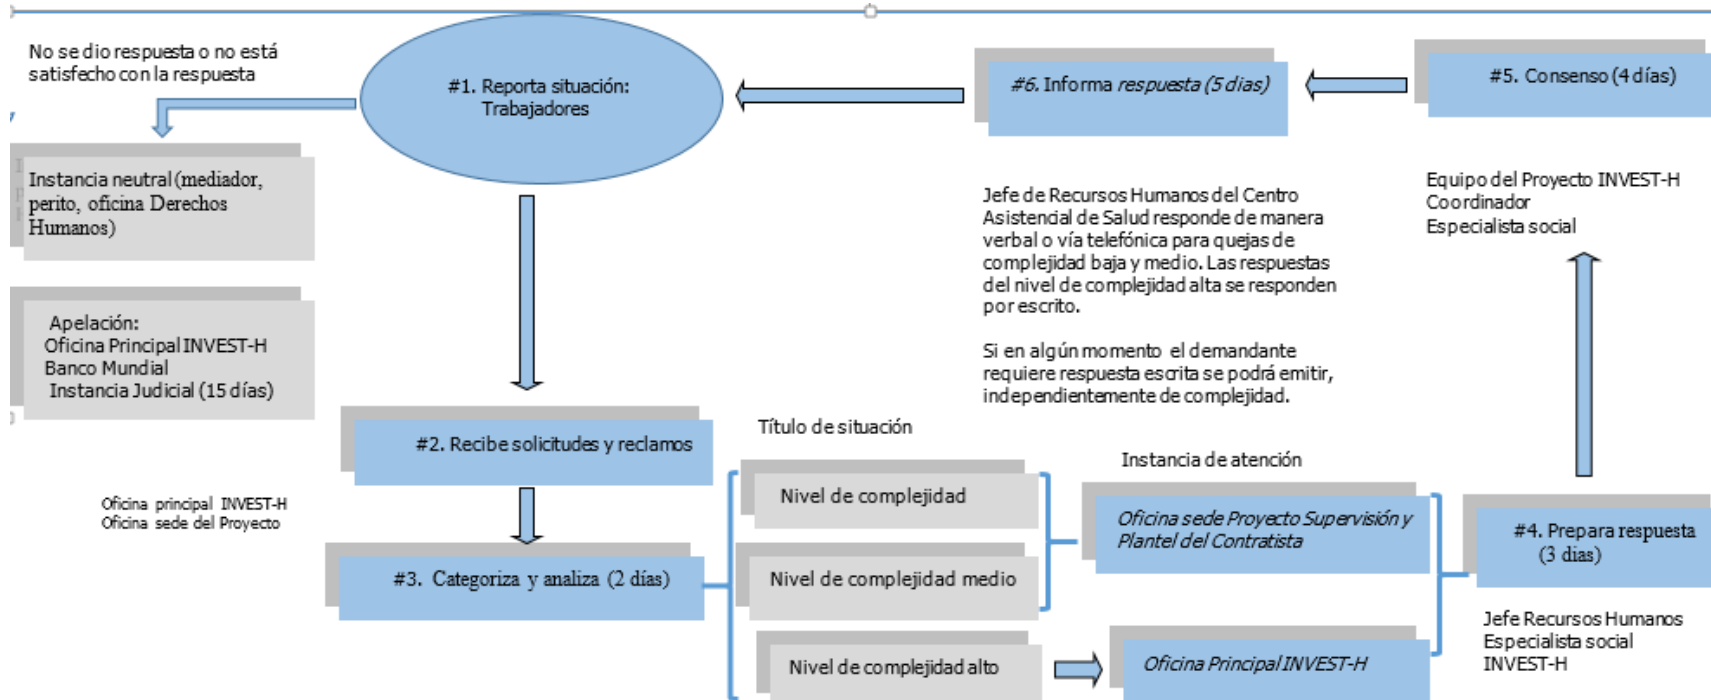 No se dio respuesta o no está
satisfecho con la respuesta
#1. Reporta situación:
Trabajadores
#6. Informa respuesta (5 dias)
#5. Consenso (4 días)
Instancia neutral (mediador,
perito, oficina Derechos
Humanos)
Jefe de Recursos Humanos del Centro
Asistencial de Salud responde de manera
verbal o vía telefónica para quejas de
complejidad baja y medio. Las respuestas
del nivel de complejidad alta se responden
por escrito.
Si en algún momento el demandante
requiere respuesta escrita se podrá emitir,
independientemente de complejidad.
Equipo del Proyecto INVEST-H
Coordinador
Especialista social
Apelación:
Oficina Principal INVEST-H
Banco Mundial
Instancia Judicial (15 días)
#2. Recibe solicitudes y reclamos
Título de situación
Instancia de atención
Oficina principal INVEST-H
Oficina sede del Proyecto
Nivel de complejidad
Oficina sede Proyecto Supervisión y
Plantel del Contratista
#4. Prepara respuesta
(3 dias)
#3. Categoriza y analiza (2 días)
Nivel de complejidad medio
Nivel de complejidad alto
Oficina Principal INVEST-H
Jefe Recursos Humanos
Especialista social
INVEST-H